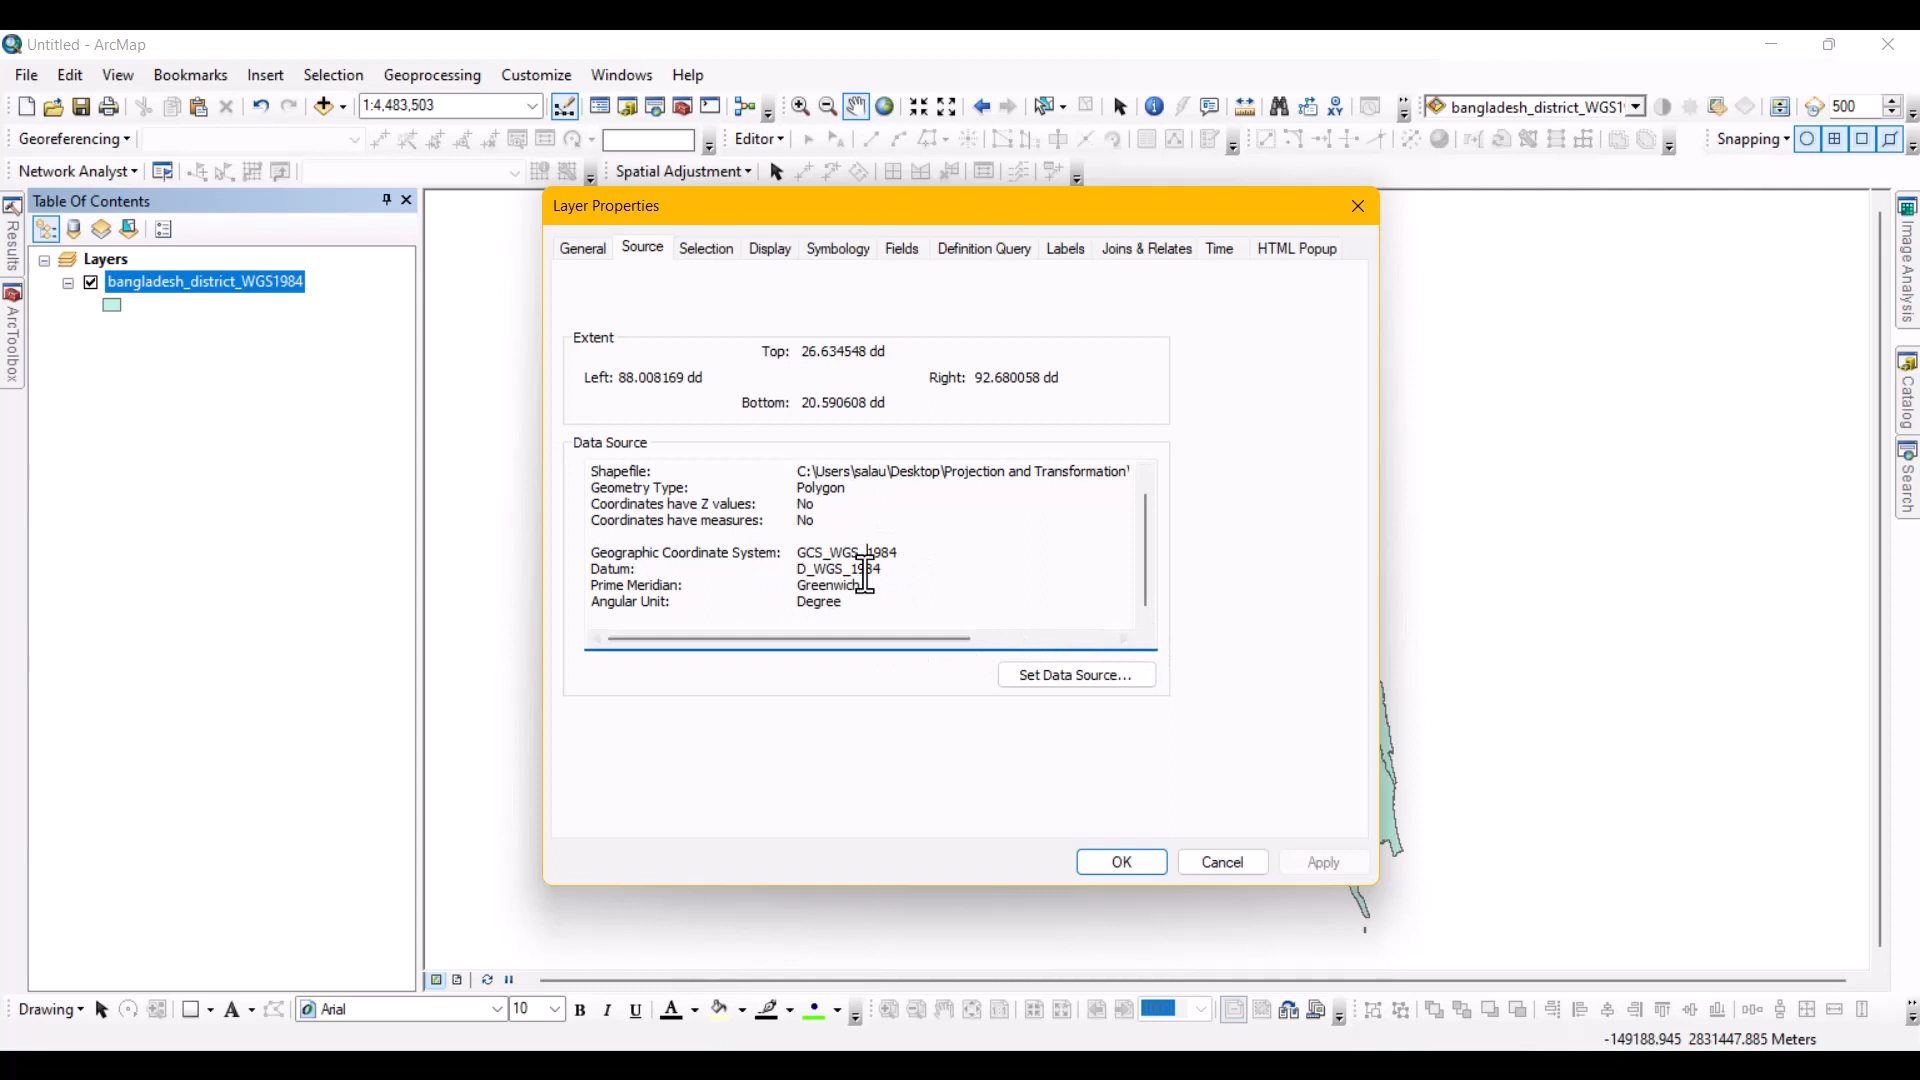 Untitled - ArcMap
File Edit View Bookmarks Insert Selection Geoprocessing Customize Windows Help
1:4,483,503
bangladesh_district_WGS1
500
Georeferencing
Editor
Snapping
Network Analyst
Spatial Adjustment
Table Of Contents
Layers
bangladesh_district_WGS1984
Results
ArcToolbox
Layer Properties
General Source Selection Display Symbology Fields Definition Query Labels Joins & Relates Time HTML Popup
Extent
Top: 26.634548 dd
Left: 88.008169 dd Right: 92.680058 dd
Bottom: 20.590608 dd
Data Source
Shapefile: C:\Users\salau\Desktop\Projection and Transformation\
Geometry Type: Polygon
Coordinates have Z values: No
Coordinates have measures: No
Geographic Coordinate System: GCS_WGS_1984
Datum: D_WGS_1984
Prime Meridian: Greenwich
Angular Unit: Degree
Set Data Source...
OK Cancel Apply
Image Analysis
Catalog
Search
Drawing
A
Arial
10
B I U A
-149188.945 2831447.885 Meters